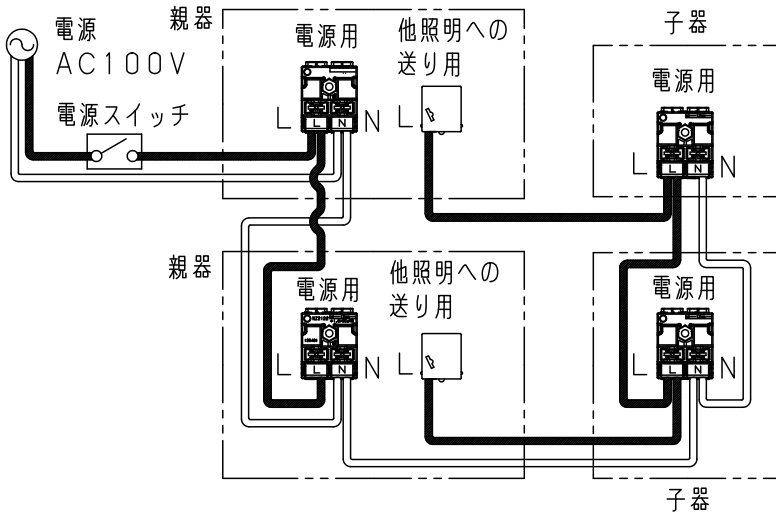 電源
AC100V
電源スイッチ
親器
電源用
L N
L N
他照明への
送り用
L
子器
電源用
L N
L N
親器
電源用
L N
L N
他照明への
送り用
L
電源用
L N
L N
子器